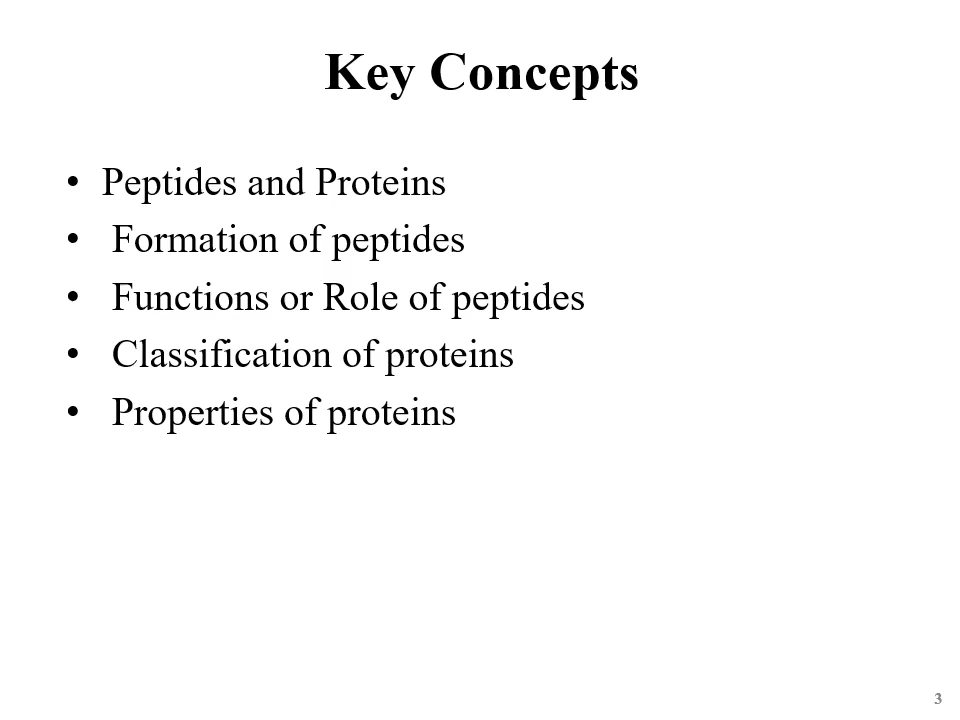 Key Concepts
• Peptides and Proteins
• Formation of peptides
• Functions or Role of peptides
• Classification of proteins
• Properties of proteins
3